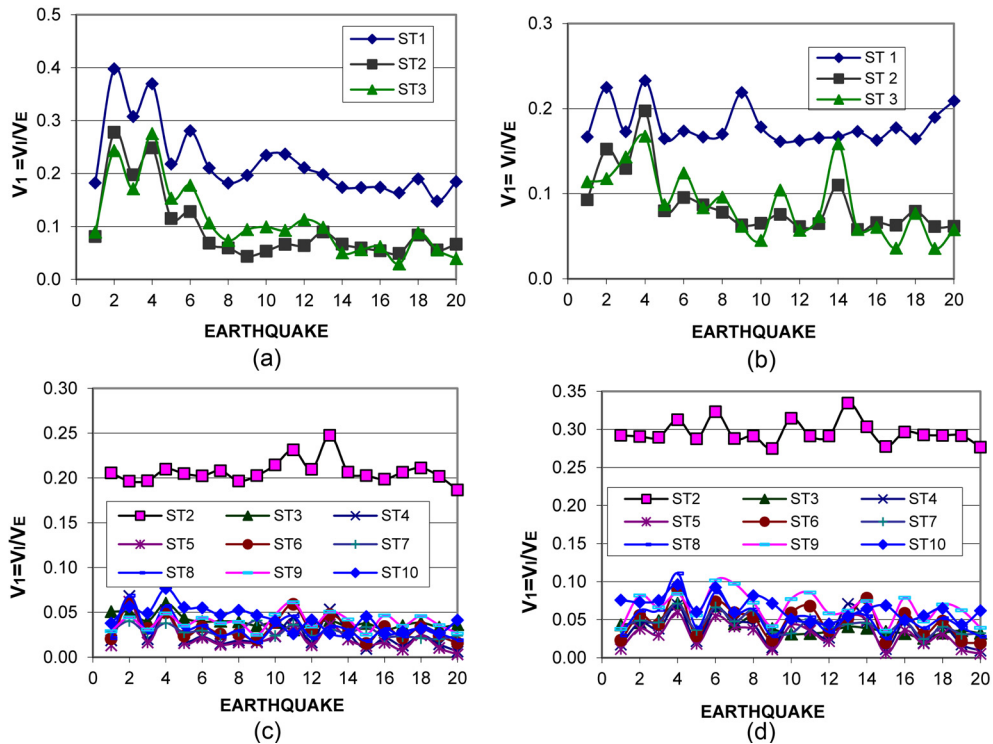 0.5
0.4
0.3
0.2
0.1
0.0
V1 =VI/VE
ST1
ST2
ST3
0 2 4 6 8 10 12 14 16 18 20
EARTHQUAKE
(a)
0.3
0.2
0.1
0.0
V1= VI/VE
ST 1
ST 2
ST 3
0 2 4 6 8 10 12 14 16 18 20
EARTHQUAKE
(b)
0.30
0.25
0.20
0.15
0.10
0.05
0.00
V1=VI/VE
ST2 ST3 ST4
ST5 ST6 ST7
ST8 ST9 ST10
0 2 4 6 8 10 12 14 16 18 20
EARTHQUAKE
(c)
0.35
0.30
0.25
0.20
0.15
0.10
0.05
0.00
V1=VI/VE
ST2 ST3 ST4
ST5 ST6 ST7
ST8 ST9 ST10
0 2 4 6 8 10 12 14 16 18 20
EARTHQUAKE
(d)